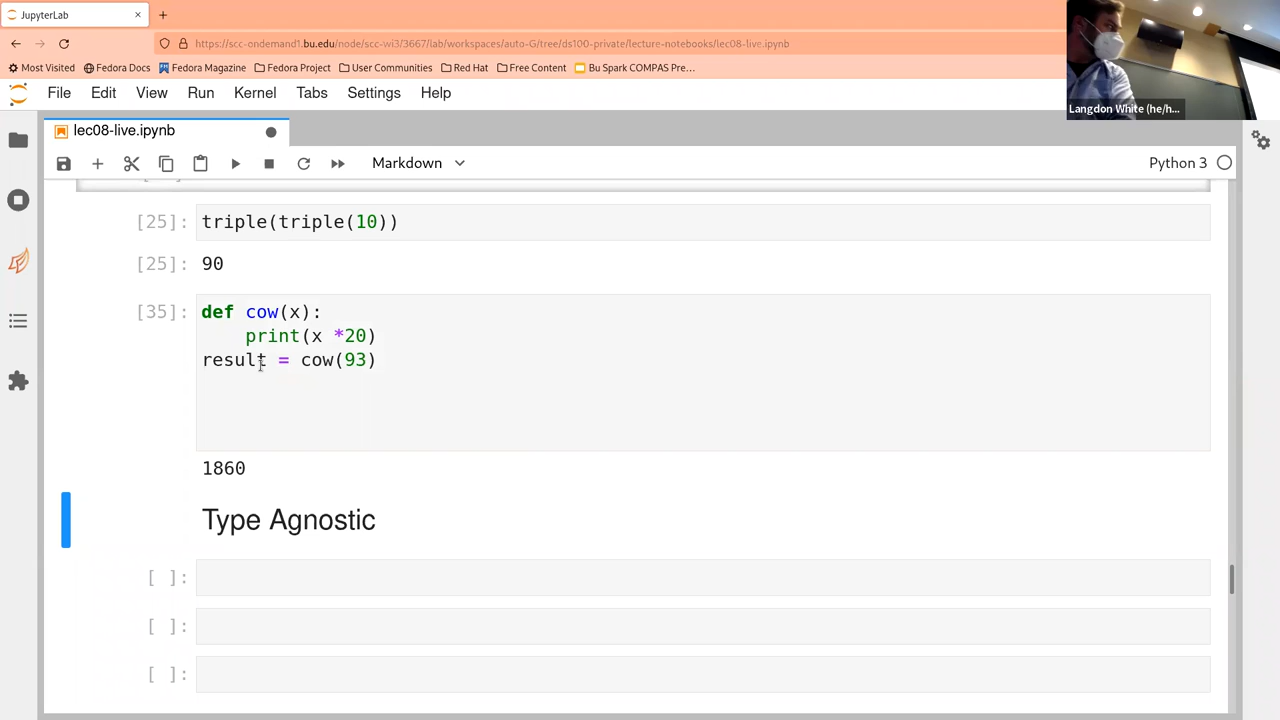 JupyterLab
https://scc-ondemand1.bu.edu/node/scc-wi3/3667/lab/workspaces/auto-G/tree/ds100-private/lecture-notebooks/lec08-live.ipynb
Most Visited Fedora Docs Fedora Magazine Fedora Project User Communities Red Hat Free Content Bu Spark COMPAS Pre...
File Edit View Run Kernel Tabs Settings Help
Langdon White (he/h...
lec08-live.ipynb
Markdown Python 3
[25]: triple(triple(10))
[25]: 90
[35]: def cow(x):
print(x *20)
result = cow(93)
1860
Type Agnostic
[ ]:
[ ]:
[ ]: